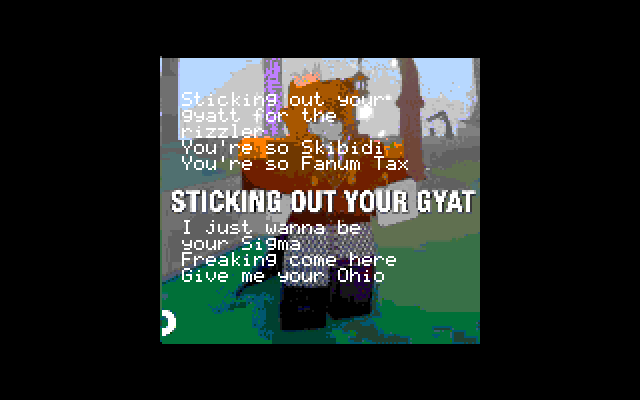 Sticking out your
gyatt for the
rizzler
You're so Skibidi
You're so Fanum Tax
STICKING OUT YOUR GYAT
I just wanna be
your Sigma
Freaking come here
Give me your Ohio